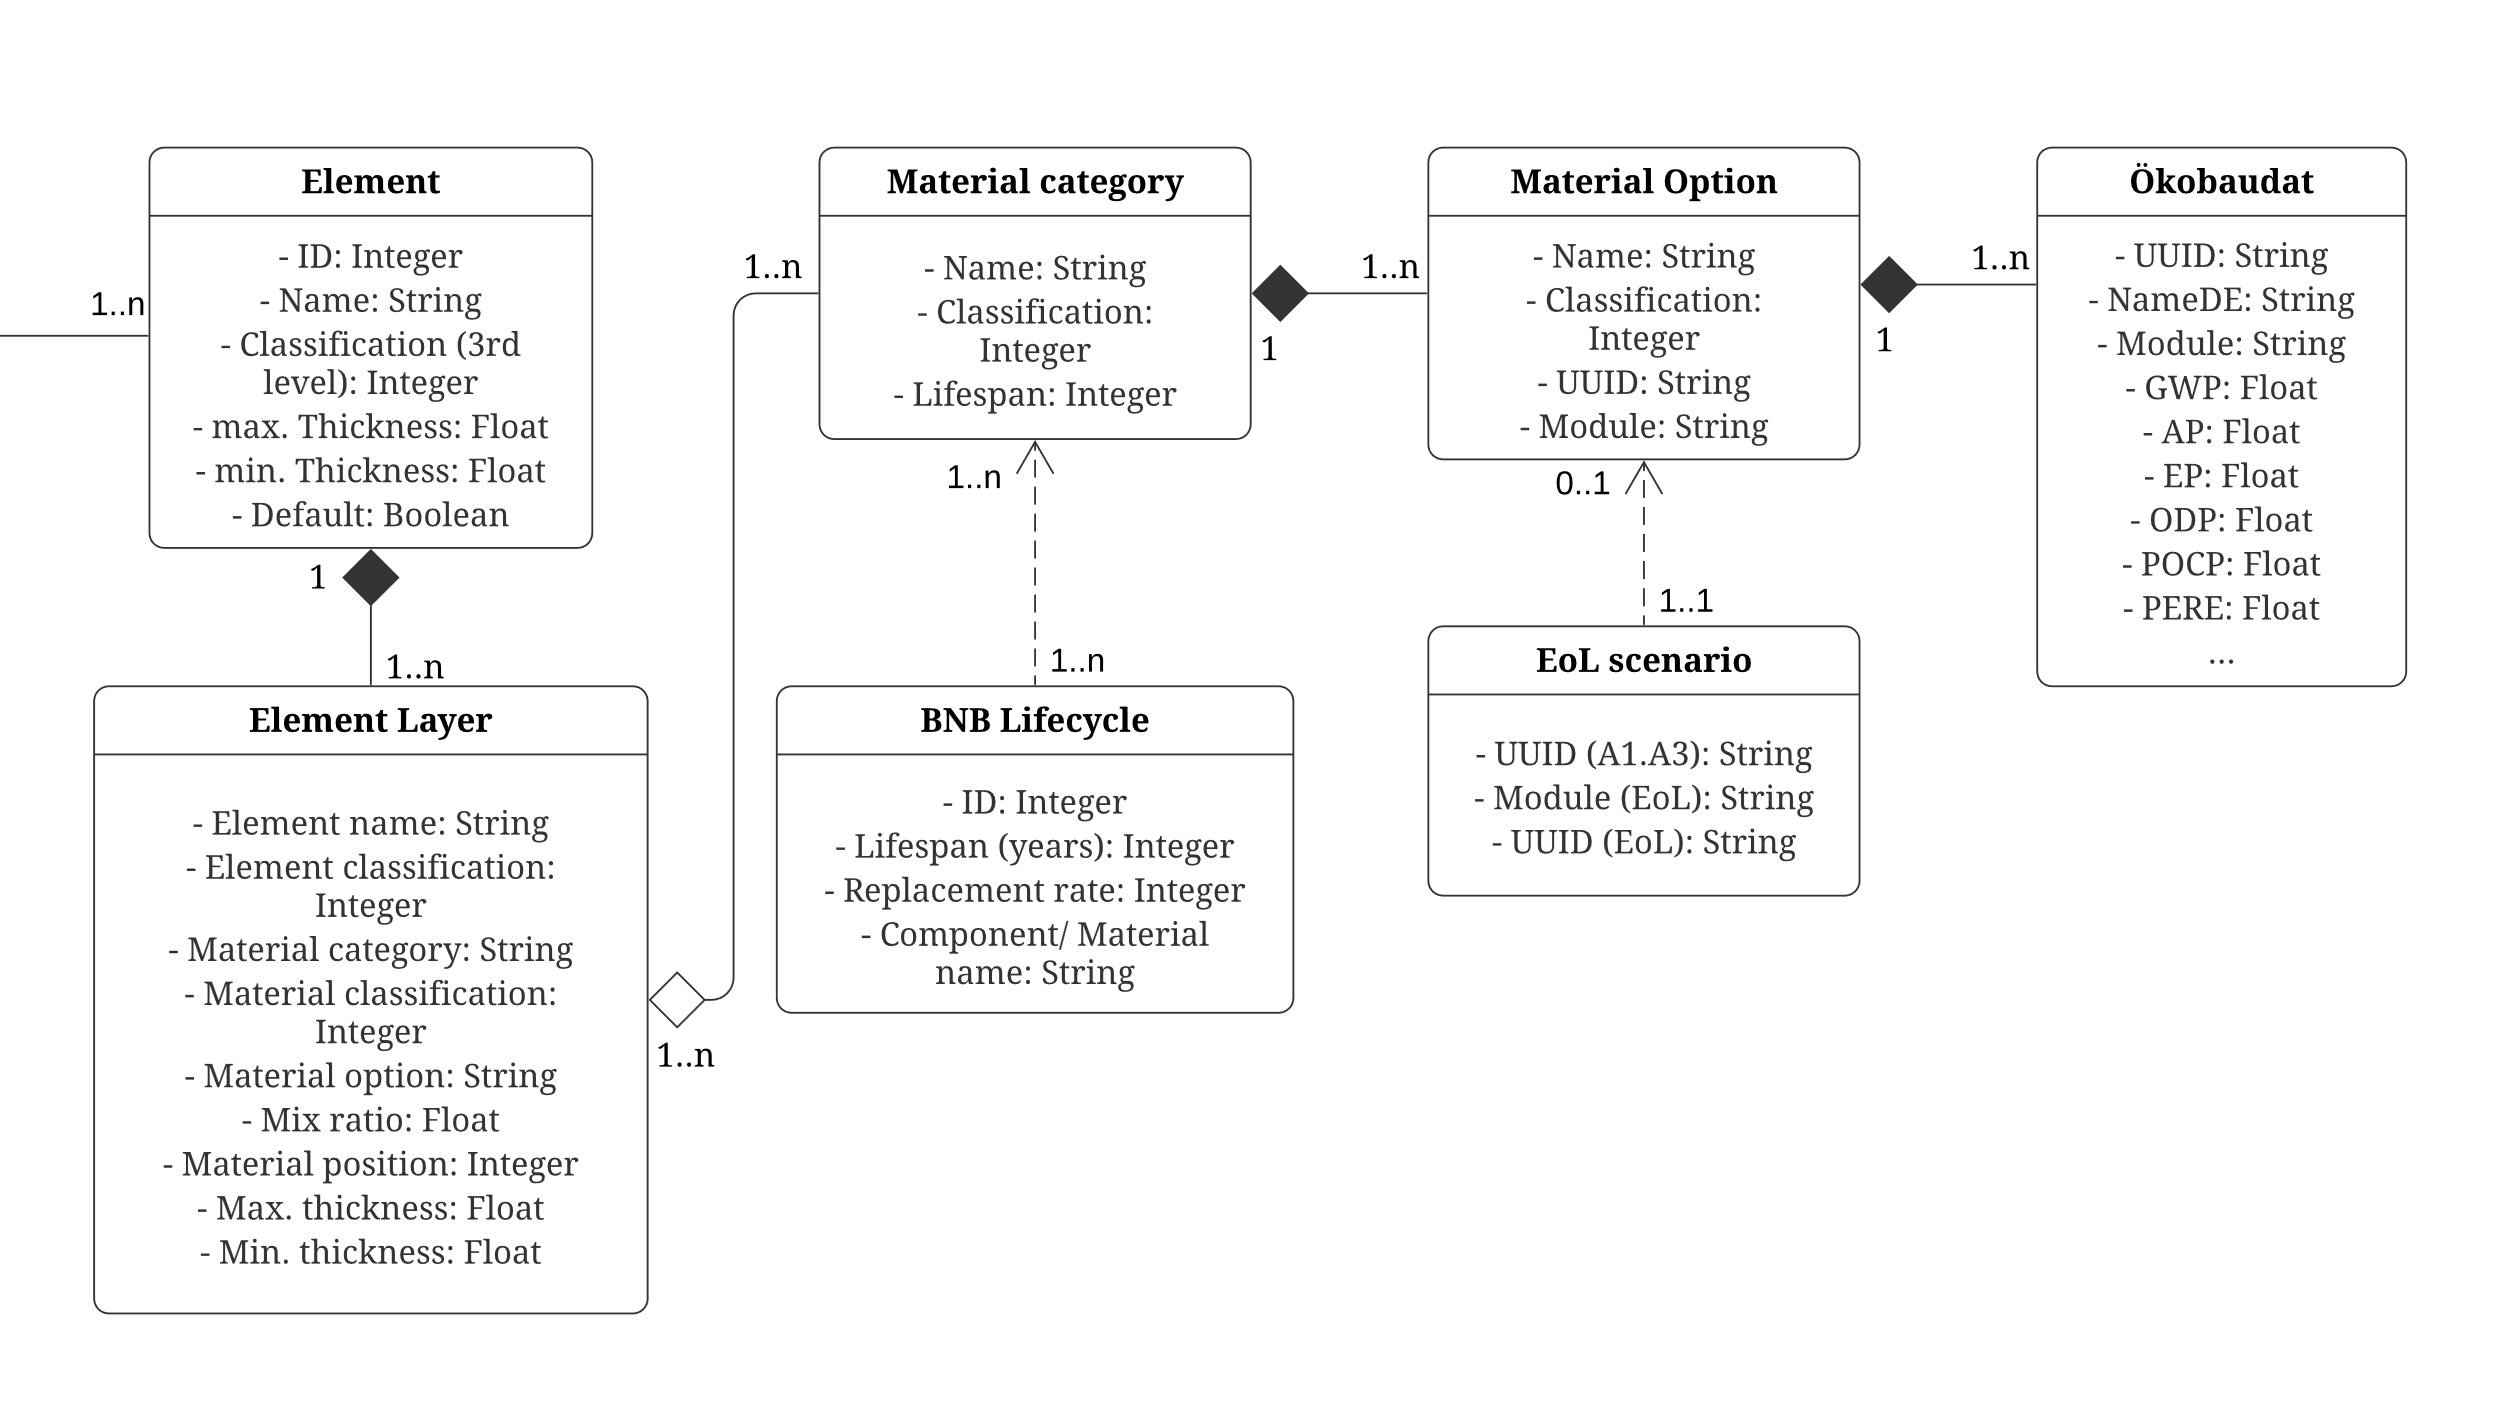 1..n
Element
- ID: Integer
- Name: String
- Classification (3rd
level): Integer
- max. Thickness: Float
- min. Thickness: Float
- Default: Boolean
1
1..n
Element Layer
- Element name: String
- Element classification:
Integer
- Material category: String
- Material classification:
Integer
- Material option: String
- Mix ratio: Float
- Material position: Integer
- Max. thickness: Float
- Min. thickness: Float
1..n
1..n
Material category
- Name: String
- Classification:
Integer
- Lifespan: Integer
1..n
1..n
BNB Lifecycle
- ID: Integer
- Lifespan (years): Integer
- Replacement rate: Integer
- Component/ Material
name: String
1
1..n
Material Option
- Name: String
- Classification:
Integer
- UUID: String
- Module: String
0..1
1..1
EoL scenario
- UUID (A1.A3): String
- Module (EoL): String
- UUID (EoL): String
1
1..n
Ökobaudat
- UUID: String
- NameDE: String
- Module: String
- GWP: Float
- AP: Float
- EP: Float
- ODP: Float
- POCP: Float
- PERE: Float
...